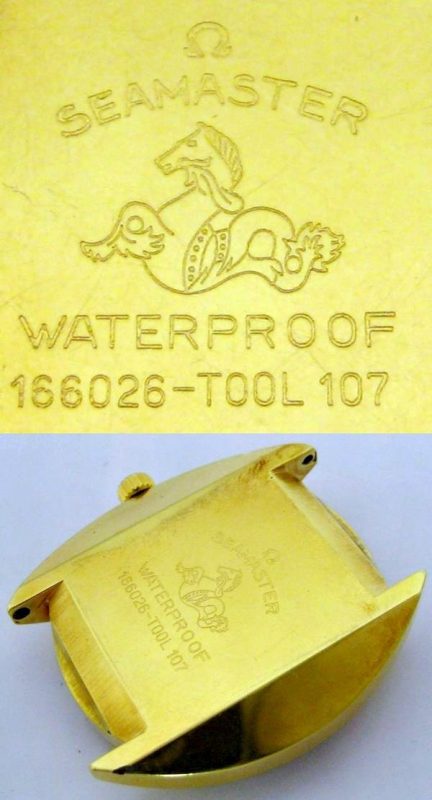 Ω
SEAMASTER
WATERPROOF
166026-TOOL 107
Ω
SEAMASTER
WATERPROOF
166026-TOOL 107